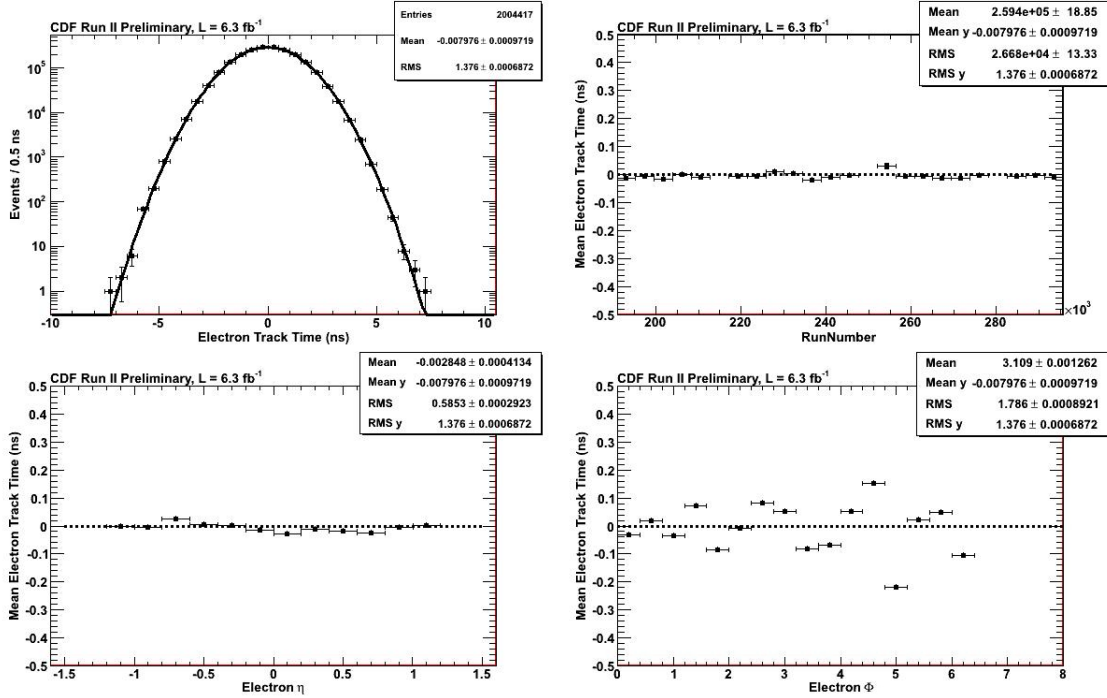 CDF Run II Preliminary, L = 6.3 fb⁻¹
Entries 2004417
Mean -0.007976 ± 0.0009719
RMS 1.376 ± 0.0006872
Events / 0.5 ns
10⁵
10⁴
10³
10²
10
1
-10 -5 0 5 10
Electron Track Time (ns)
CDF Run II Preliminary, L = 6.3 fb⁻¹
Mean 2.594e+05 ± 18.85
Mean y -0.007976 ± 0.0009719
RMS 2.668e+04 ± 13.33
RMS y 1.376 ± 0.0006872
Mean Electron Track Time (ns)
0.5
0.4
0.3
0.2
0.1
0
-0.1
-0.2
-0.3
-0.4
-0.5
200 220 240 260 280 ×10³
RunNumber
CDF Run II Preliminary, L = 6.3 fb⁻¹
Mean -0.002848 ± 0.0004134
Mean y -0.007976 ± 0.0009719
RMS 0.5853 ± 0.0002923
RMS y 1.376 ± 0.0006872
Mean Electron Track Time (ns)
0.5
0.4
0.3
0.2
0.1
0
-0.1
-0.2
-0.3
-0.4
-0.5
-1.5 -1 -0.5 0 0.5 1 1.5
Electron η
CDF Run II Preliminary, L = 6.3 fb⁻¹
Mean 3.109 ± 0.001262
Mean y -0.007976 ± 0.0009719
RMS 1.786 ± 0.0008921
RMS y 1.376 ± 0.0006872
Mean Electron Track Time (ns)
0.5
0.4
0.3
0.2
0.1
0
-0.1
-0.2
-0.3
-0.4
-0.5
0 1 2 3 4 5 6 7 8
Electron Φ